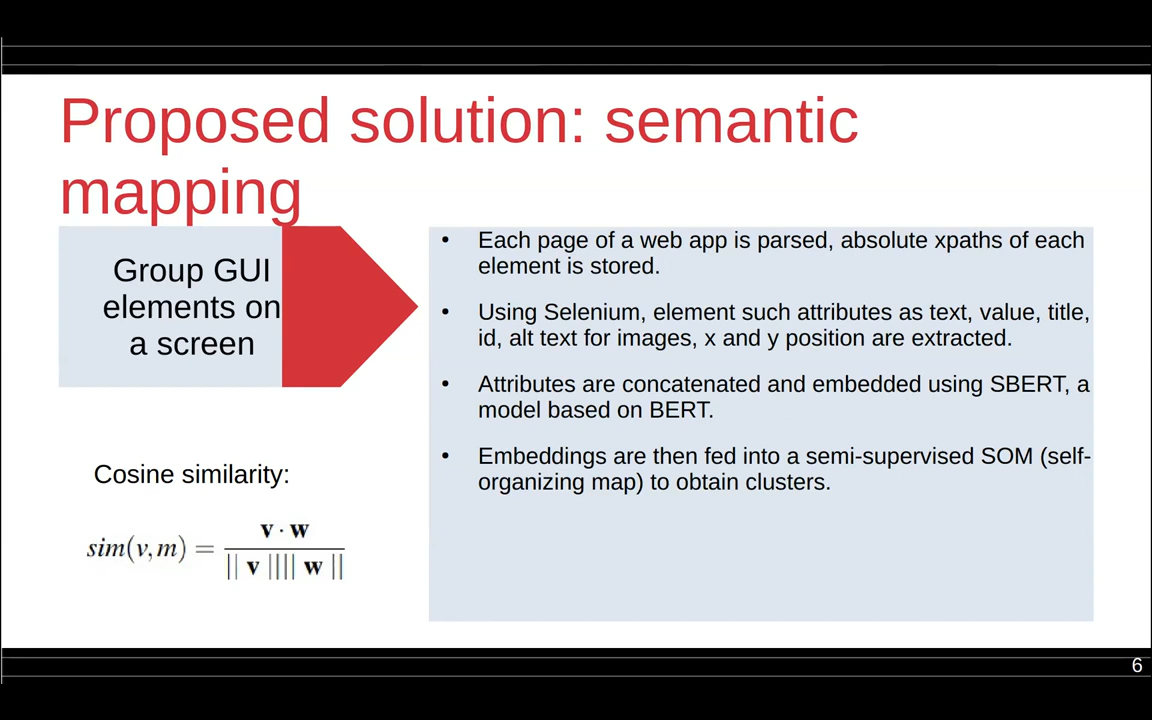 Proposed solution: semantic
mapping
Group GUI
elements on
a screen
Cosine similarity:
sim(v,m) = v · w / || v |||| w ||
• Each page of a web app is parsed, absolute xpaths of each
element is stored.
• Using Selenium, element such attributes as text, value, title,
id, alt text for images, x and y position are extracted.
• Attributes are concatenated and embedded using SBERT, a
model based on BERT.
• Embeddings are then fed into a semi-supervised SOM (self-
organizing map) to obtain clusters.
6